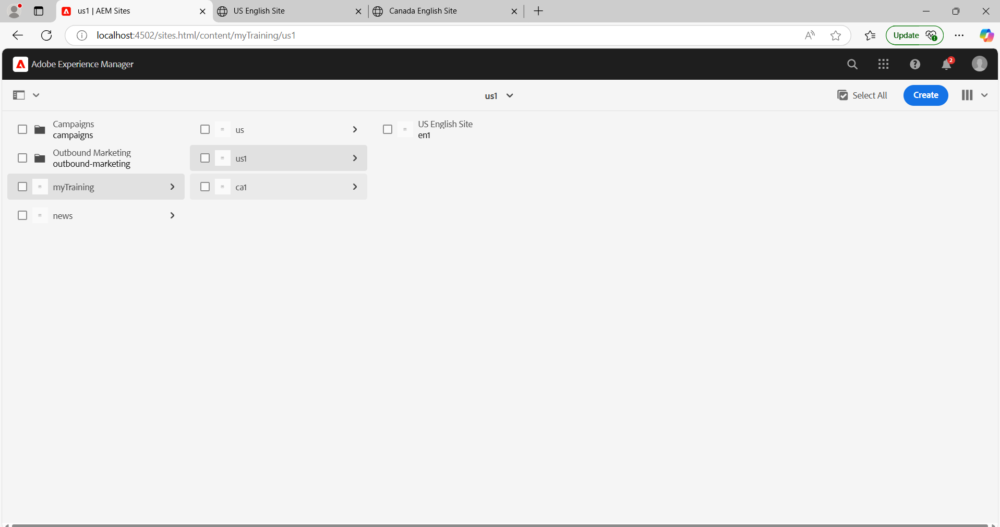 us1 | AEM Sites
US English Site
Canada English Site
localhost:4502/sites.html/content/myTraining/us1
Update
Adobe Experience Manager
2
us1
Select All
Create
Campaigns
campaigns
Outbound Marketing
outbound-marketing
myTraining
news
us
us1
ca1
US English Site
en1